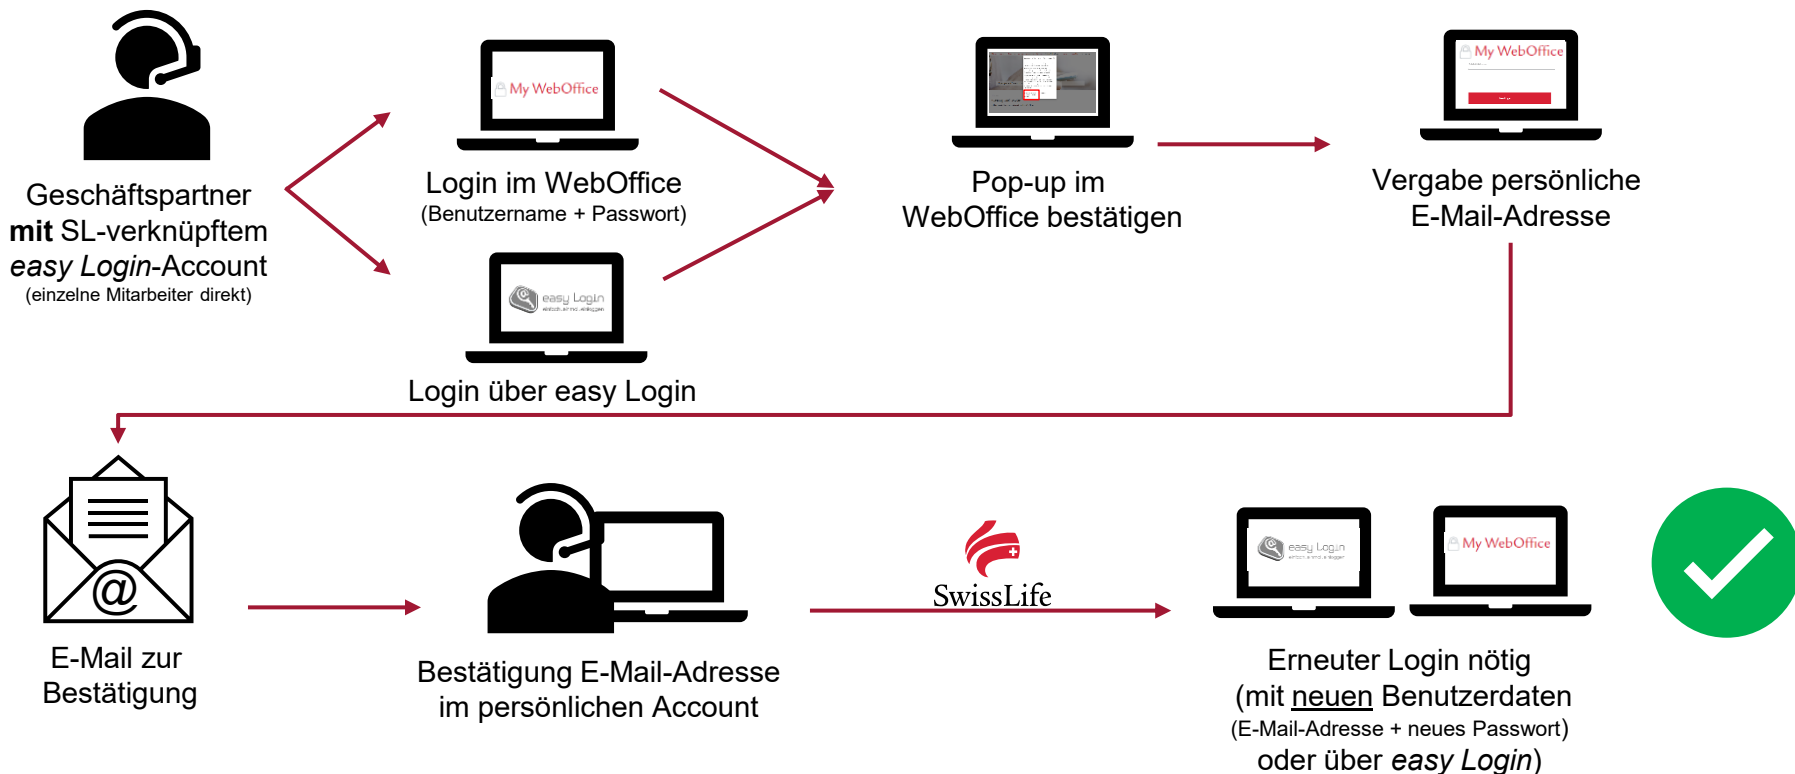 My WebOffice
My WebOffice
Geschäftspartner
mit SL-verknüpftem
easy Login-Account
(einzelne Mitarbeiter direkt)
Login im WebOffice
(Benutzername + Passwort)
Pop-up im
WebOffice bestätigen
Vergabe persönliche
E-Mail-Adresse
easy Login
Login über easy Login
@
E-Mail zur
Bestätigung
Bestätigung E-Mail-Adresse
im persönlichen Account
SwissLife
easy Login
My WebOffice
Erneuter Login nötig
(mit neuen Benutzerdaten
(E-Mail-Adresse + neues Passwort)
oder über easy Login)